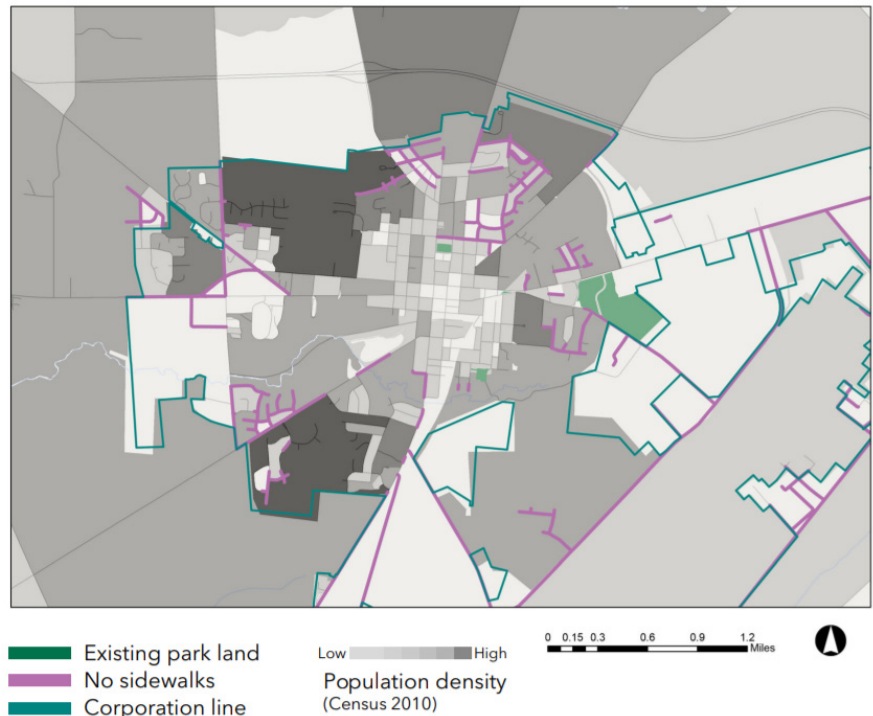 Existing park land
No sidewalks
Corporation line
Low High
Population density
(Census 2010)
0 0.15 0.3 0.6 0.9 1.2
Miles